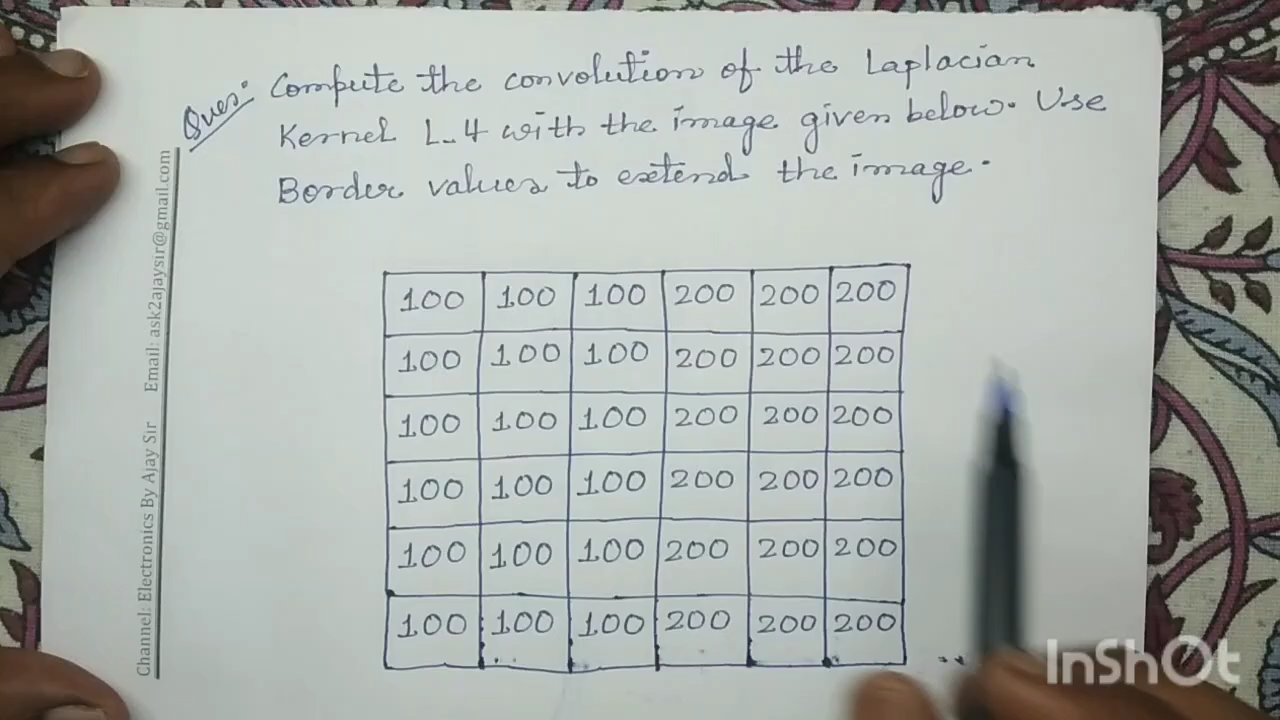 Ques:
Compute the convolution of the Laplacian
Kernel L_4 with the image given below. Use
Border values to extend the image.
100 100 100 200 200 200
100 100 100 200 200 200
100 100 100 200 200 200
100 100 100 200 200 200
100 100 100 200 200 200
100 100 100 200 200 200
Channel: Electronics By Ajay Sir Email: ask2ajaysir@gmail.com
InShOt